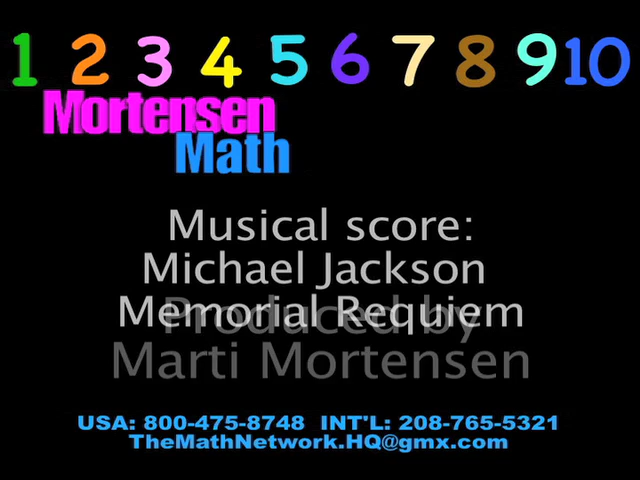 1 2 3 4 5 6 7 8 9 10
Mortensen
Math
Musical score:
Michael Jackson
Memorial Requiem
Produced by
Marti Mortensen
USA: 800-475-8748 INT'L: 208-765-5321
TheMathNetwork.HQ@gmx.com